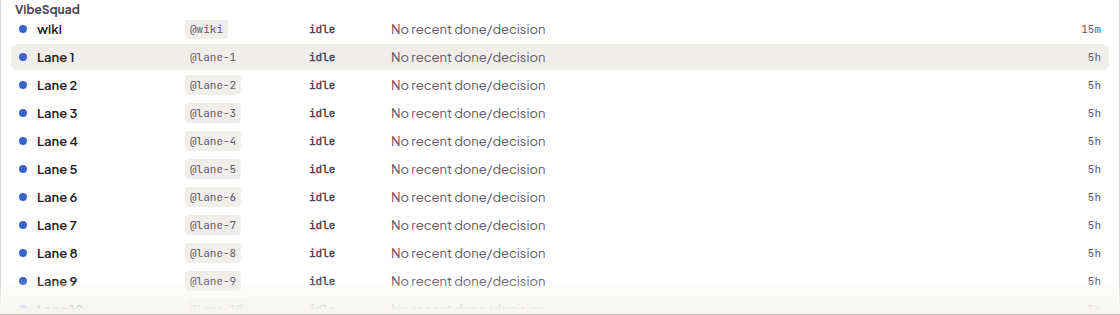 VibeSquad
wiki @wiki idle No recent done/decision 15m
Lane 1 @lane-1 idle No recent done/decision 5h
Lane 2 @lane-2 idle No recent done/decision 5h
Lane 3 @lane-3 idle No recent done/decision 5h
Lane 4 @lane-4 idle No recent done/decision 5h
Lane 5 @lane-5 idle No recent done/decision 5h
Lane 6 @lane-6 idle No recent done/decision 5h
Lane 7 @lane-7 idle No recent done/decision 5h
Lane 8 @lane-8 idle No recent done/decision 5h
Lane 9 @lane-9 idle No recent done/decision 5h